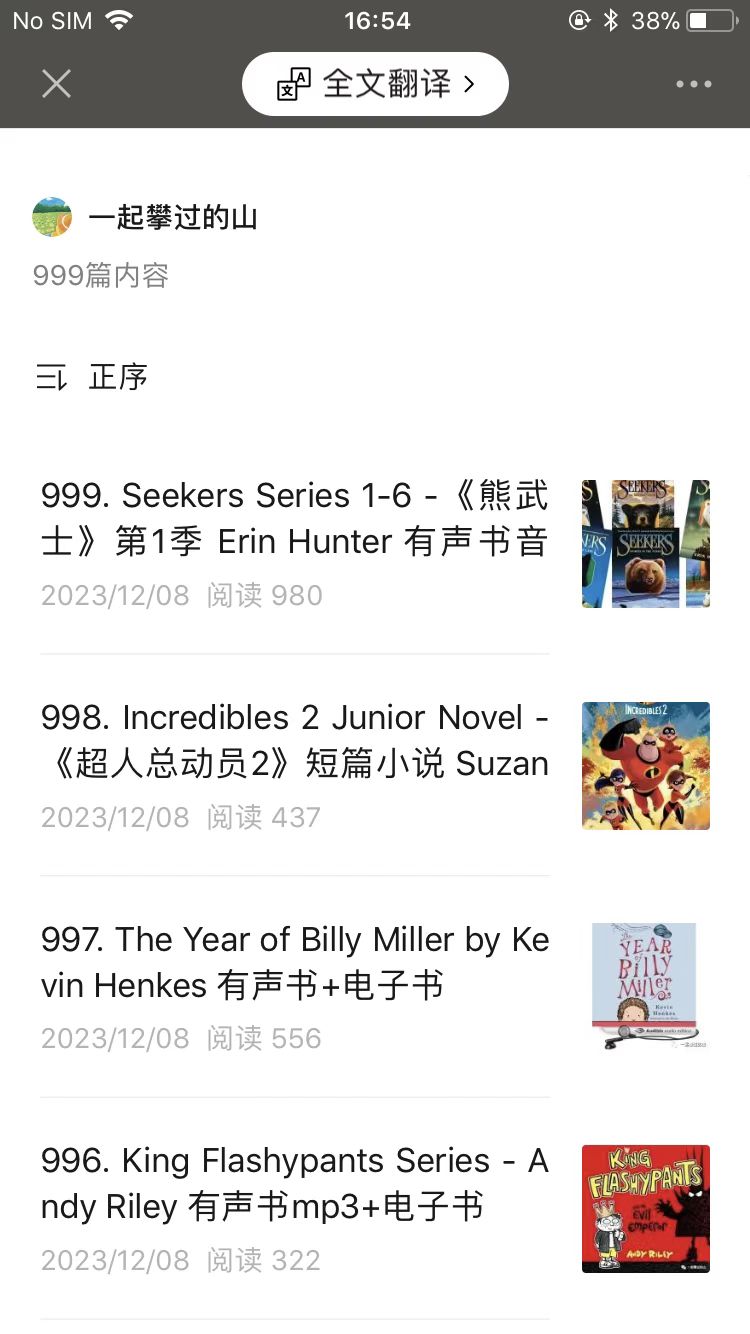 No SIM 16:54 38%
全文翻译
一起攀过的山
999篇内容
正序
999. Seekers Series 1-6 -《熊武
士》第1季 Erin Hunter 有声书音
2023/12/08 阅读 980
SEEKERS
SEEKERS
998. Incredibles 2 Junior Novel -
《超人总动员2》短篇小说 Suzan
2023/12/08 阅读 437
INCREDIBLES 2
997. The Year of Billy Miller by Ke
vin Henkes 有声书+电子书
2023/12/08 阅读 556
The
YEAR
of
BILLY
Miller
Kevin
Henkes
996. King Flashypants Series - A
ndy Riley 有声书mp3+电子书
2023/12/08 阅读 322
KING
FLASHYPANTS
EVIL
EMPEROR
ANDY RILEY